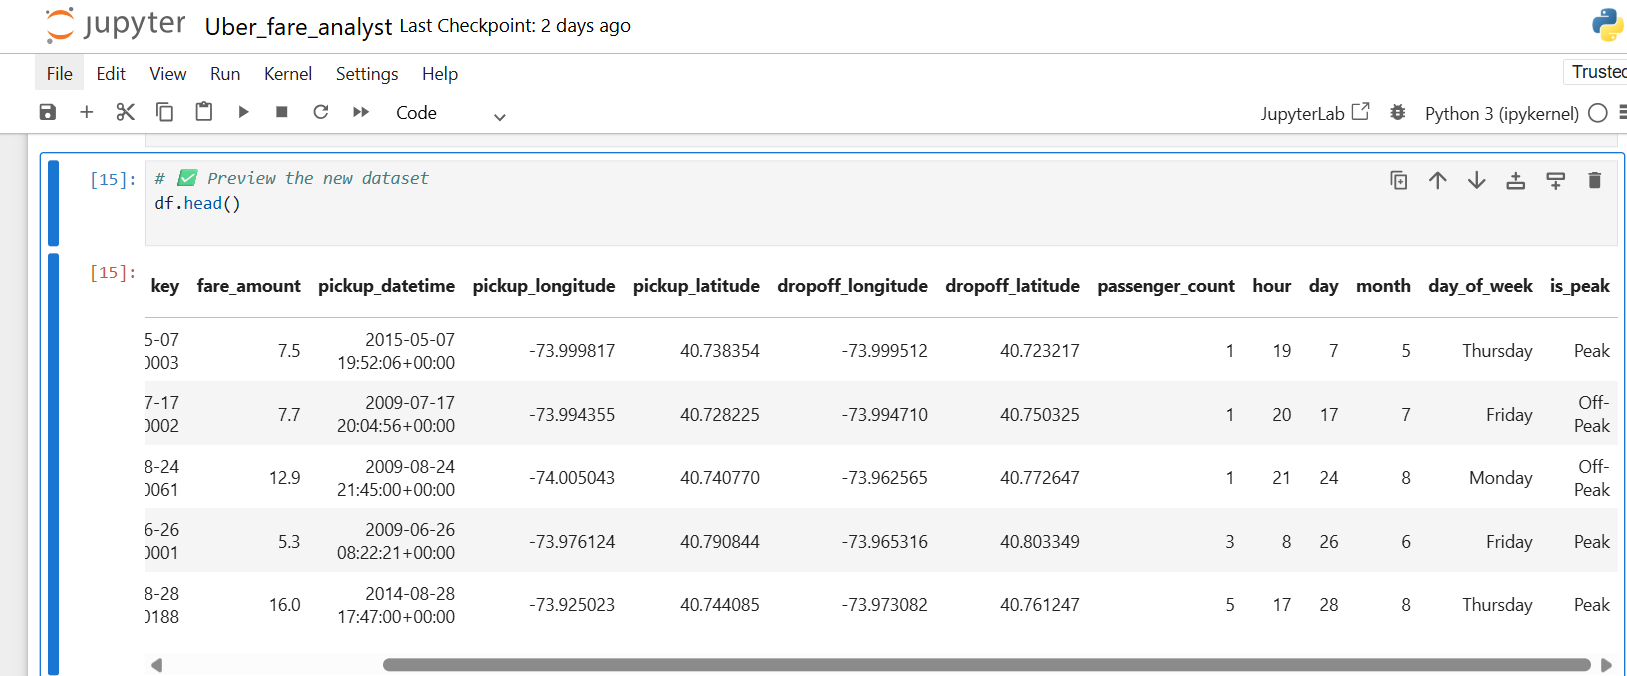 jupyter Uber_fare_analyst Last Checkpoint: 2 days ago
File Edit View Run Kernel Settings Help
Trusted
Code
JupyterLab Python 3 (ipykernel)
[15]: # ✅ Preview the new dataset
df.head()
[15]:
key fare_amount pickup_datetime pickup_longitude pickup_latitude dropoff_longitude dropoff_latitude passenger_count hour day month day_of_week is_peak
5-07 2015-05-07
7.5 -73.999817 40.738354 -73.999512 40.723217 1 19 7 5 Thursday Peak
0003 19:52:06+00:00
7-17 2009-07-17 Off-
7.7 -73.994355 40.728225 -73.994710 40.750325 1 20 17 7 Friday
0002 20:04:56+00:00 Peak
8-24 2009-08-24 Off-
12.9 -74.005043 40.740770 -73.962565 40.772647 1 21 24 8 Monday
0061 21:45:00+00:00 Peak
6-26 2009-06-26
5.3 -73.976124 40.790844 -73.965316 40.803349 3 8 26 6 Friday Peak
0001 08:22:21+00:00
8-28 2014-08-28
16.0 -73.925023 40.744085 -73.973082 40.761247 5 17 28 8 Thursday Peak
0188 17:47:00+00:00